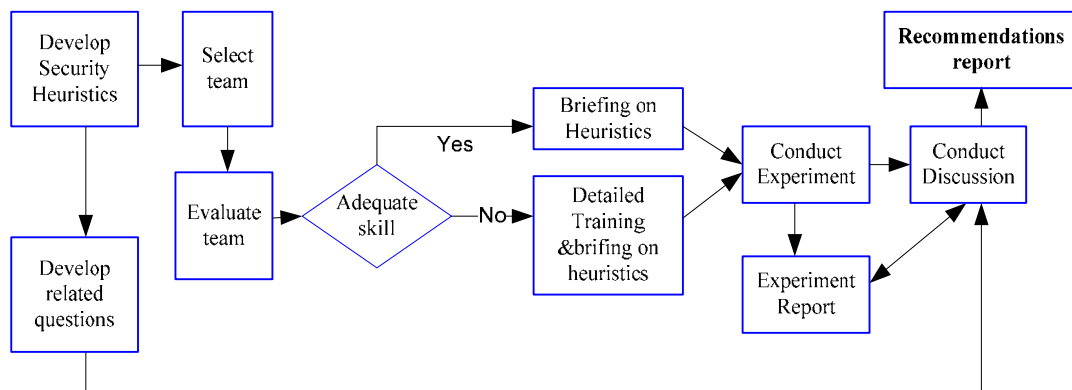 Develop
Security
Heuristics
Select
team
Evaluate
team
Develop
related
questions
Adequate
skill
Yes
No
Briefing on
Heuristics
Detailed
Training
&brifing on
heuristics
Conduct
Experiment
Experiment
Report
Conduct
Discussion
Recommendations
report